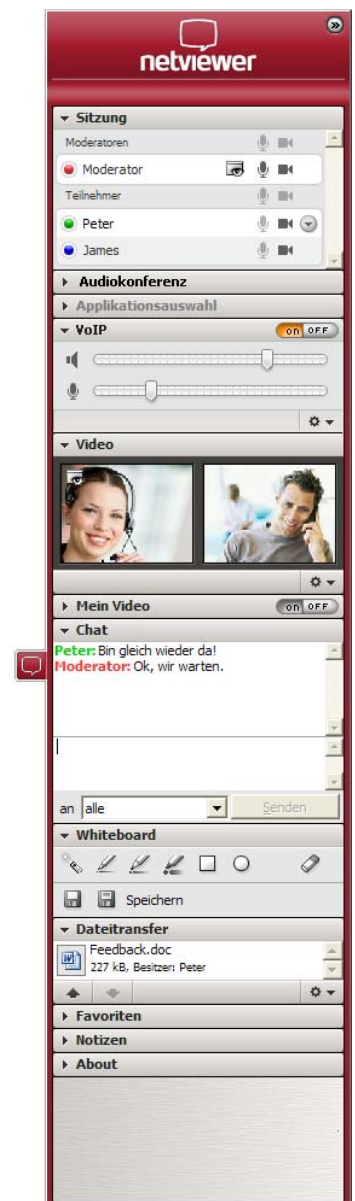 netviewer
Sitzung
Moderatoren
Moderator
Teilnehmer
Peter
James
Audiokonferenz
Applikationsauswahl
VoIP
on OFF
Video
Mein Video
on OFF
Chat
Peter: Bin gleich wieder da!
Moderator: Ok, wir warten.
an alle Senden
Whiteboard
Speichern
Dateitransfer
Feedback.doc
227 kB, Besitzer: Peter
Favoriten
Notizen
About